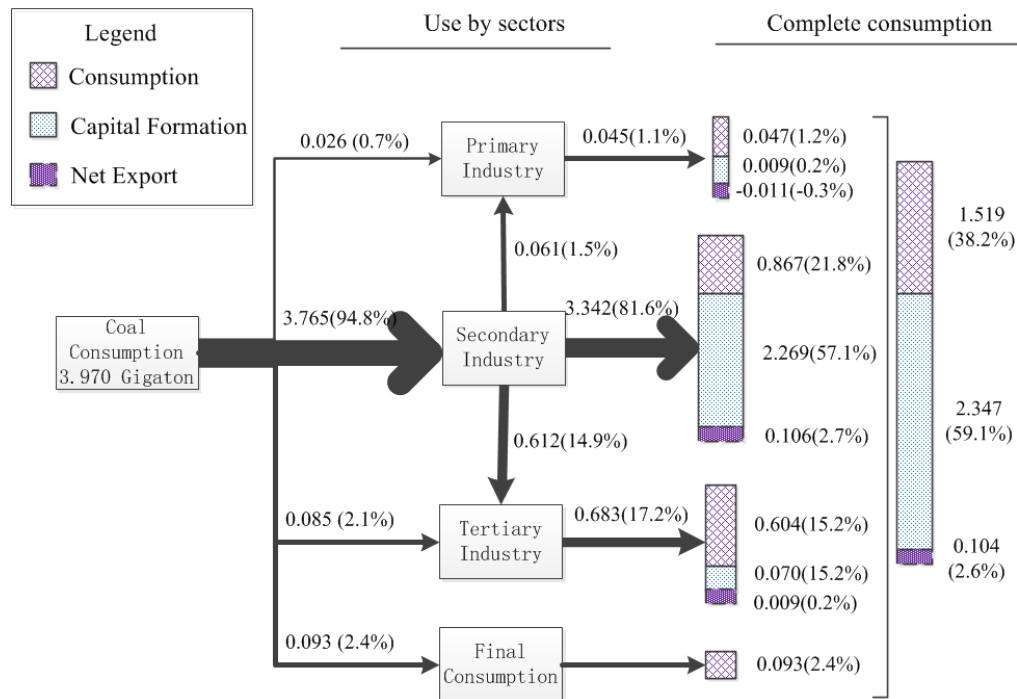 Legend
Consumption
Capital Formation
Net Export
Use by sectors
Complete consumption
0.026 (0.7%)
Primary
Industry
0.045(1.1%)
0.047(1.2%)
0.009(0.2%)
-0.011(-0.3%)
0.061(1.5%)
Coal
Consumption
3.970 Gigaton
3.765(94.8%)
Secondary
Industry
3.342(81.6%)
0.867(21.8%)
2.269(57.1%)
0.106(2.7%)
0.612(14.9%)
0.085 (2.1%)
Tertiary
Industry
0.683(17.2%)
0.604(15.2%)
0.070(15.2%)
0.009(0.2%)
0.093 (2.4%)
Final
Consumption
0.093(2.4%)
1.519
(38.2%)
2.347
(59.1%)
0.104
(2.6%)